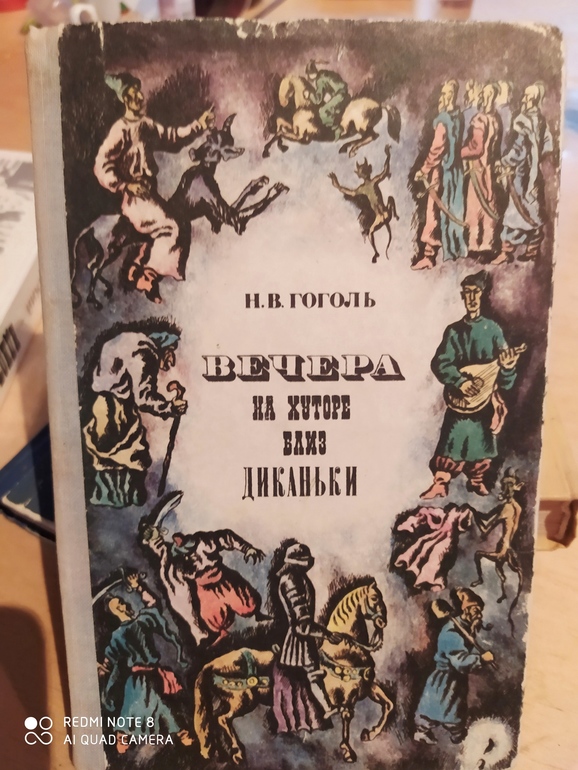 Н.В. ГОГОЛЬ
ВЕЧЕРА
НА ХУТОРЕ
БЛИЗ
ДИКАНЬКИ
REDMI NOTE 8
AI QUAD CAMERA